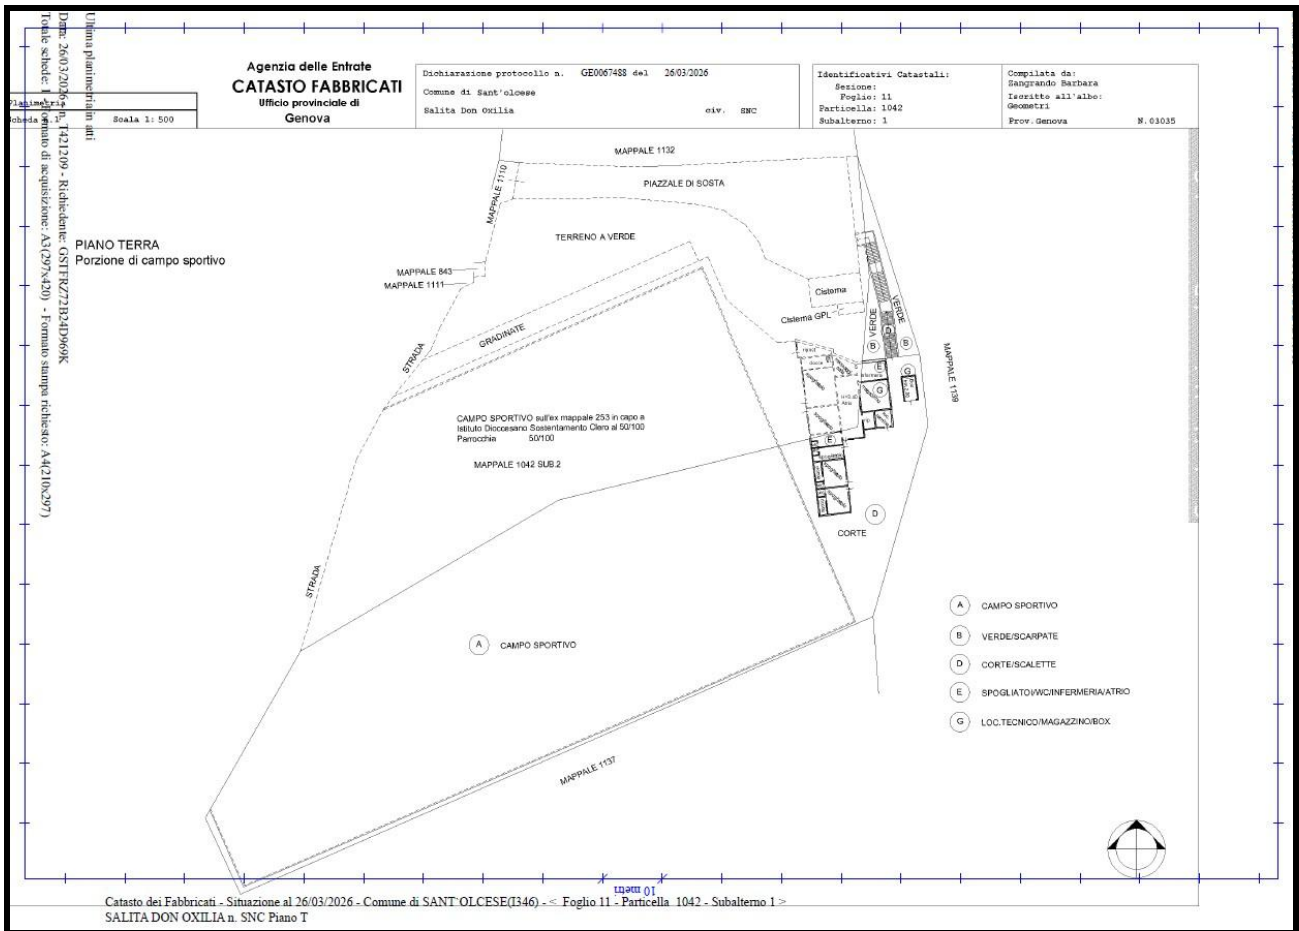 Ultima planimetria in atti
Data: 26/03/2026 - n. T421209 - Richiedente: GSTFRZ72B24D969K
Totale schede: 1 - Formato di acquisizione: A3(297x420) - Formato stampa richiesto: A4(210x297)
Planimetria
Scheda n.1 Scala 1: 500
Agenzia delle Entrate
CATASTO FABBRICATI
Ufficio provinciale di
Genova
Dichiarazione protocollo n. GE0067488 del 26/03/2026
Comune di Sant'olcese
Salita Don Oxilia civ. SNC
Identificativi Catastali:
Sezione:
Foglio: 11
Particella: 1042
Subalterno: 1
Compilata da:
Sangrando Barbara
Iscritto all'albo:
Geometri
Prov. Genova N. 03035
MAPPALE 1132
MAPPALE 1110
PIAZZALE DI SOSTA
PIANO TERRA
Porzione di campo sportivo
TERRENO A VERDE
MAPPALE 843
MAPPALE 1111
Cisterna
Cisterna GPL
VERDE
VERDE
D
B
B
GRADINATE
STRADA
MAPPALE 1139
E
G
G
E
CAMPO SPORTIVO sull'ex mappale 253 in capo a
Istituto Dioccesano Sostentamento Clero al 50/100
Parrocchia 50/100
MAPPALE 1042 SUB.2
D
CORTE
STRADA
A CAMPO SPORTIVO
A CAMPO SPORTIVO
B VERDE/SCARPATE
D CORTE/SCALETTE
E SPOGLIATOI/WC/INFERMERIA/ATRIO
G LOC.TECNICO/MAGAZZINO/BOX
MAPPALE 1137
10 metri
Catasto dei Fabbricati - Situazione al 26/03/2026 - Comune di SANT`OLCESE(I346) - < Foglio 11 - Particella 1042 - Subalterno 1 >
SALITA DON OXILIA n. SNC Piano T